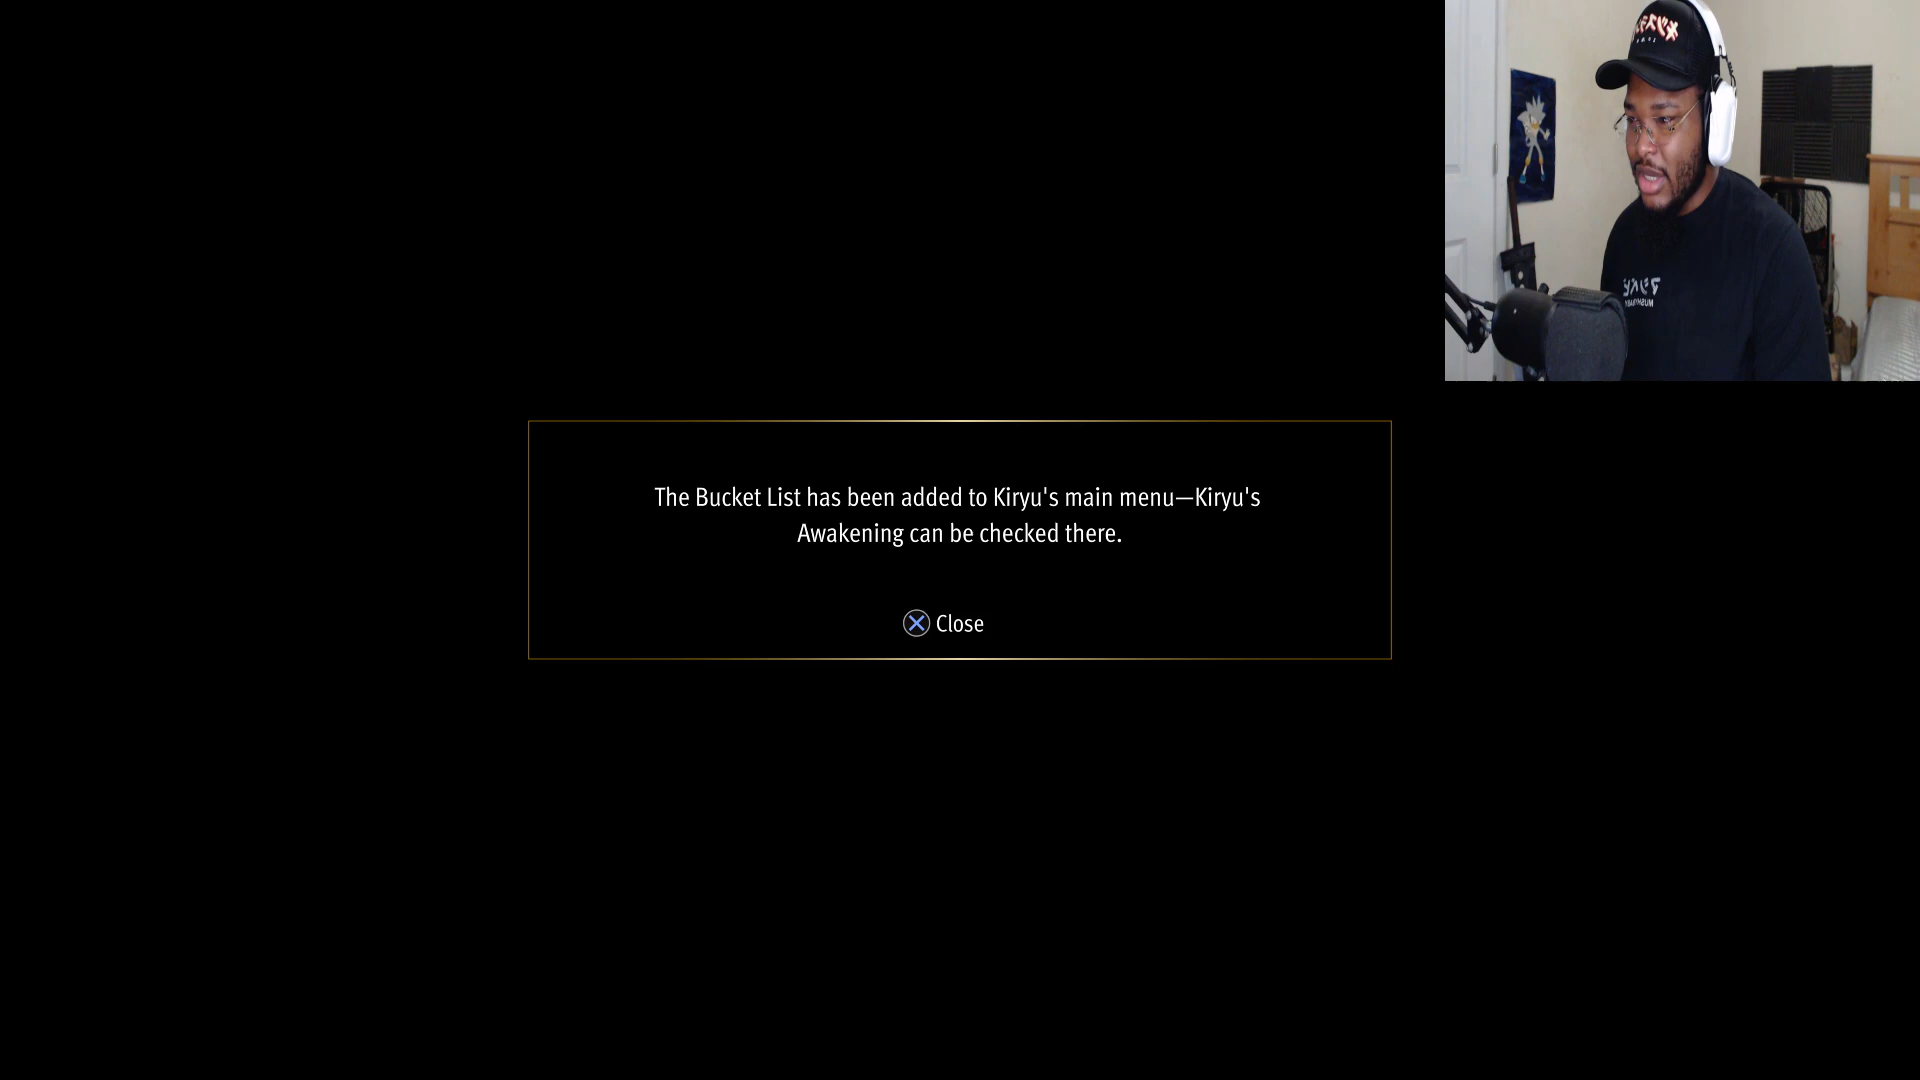 The Bucket List has been added to Kiryu's main menu—Kiryu's
Awakening can be checked there.
Close